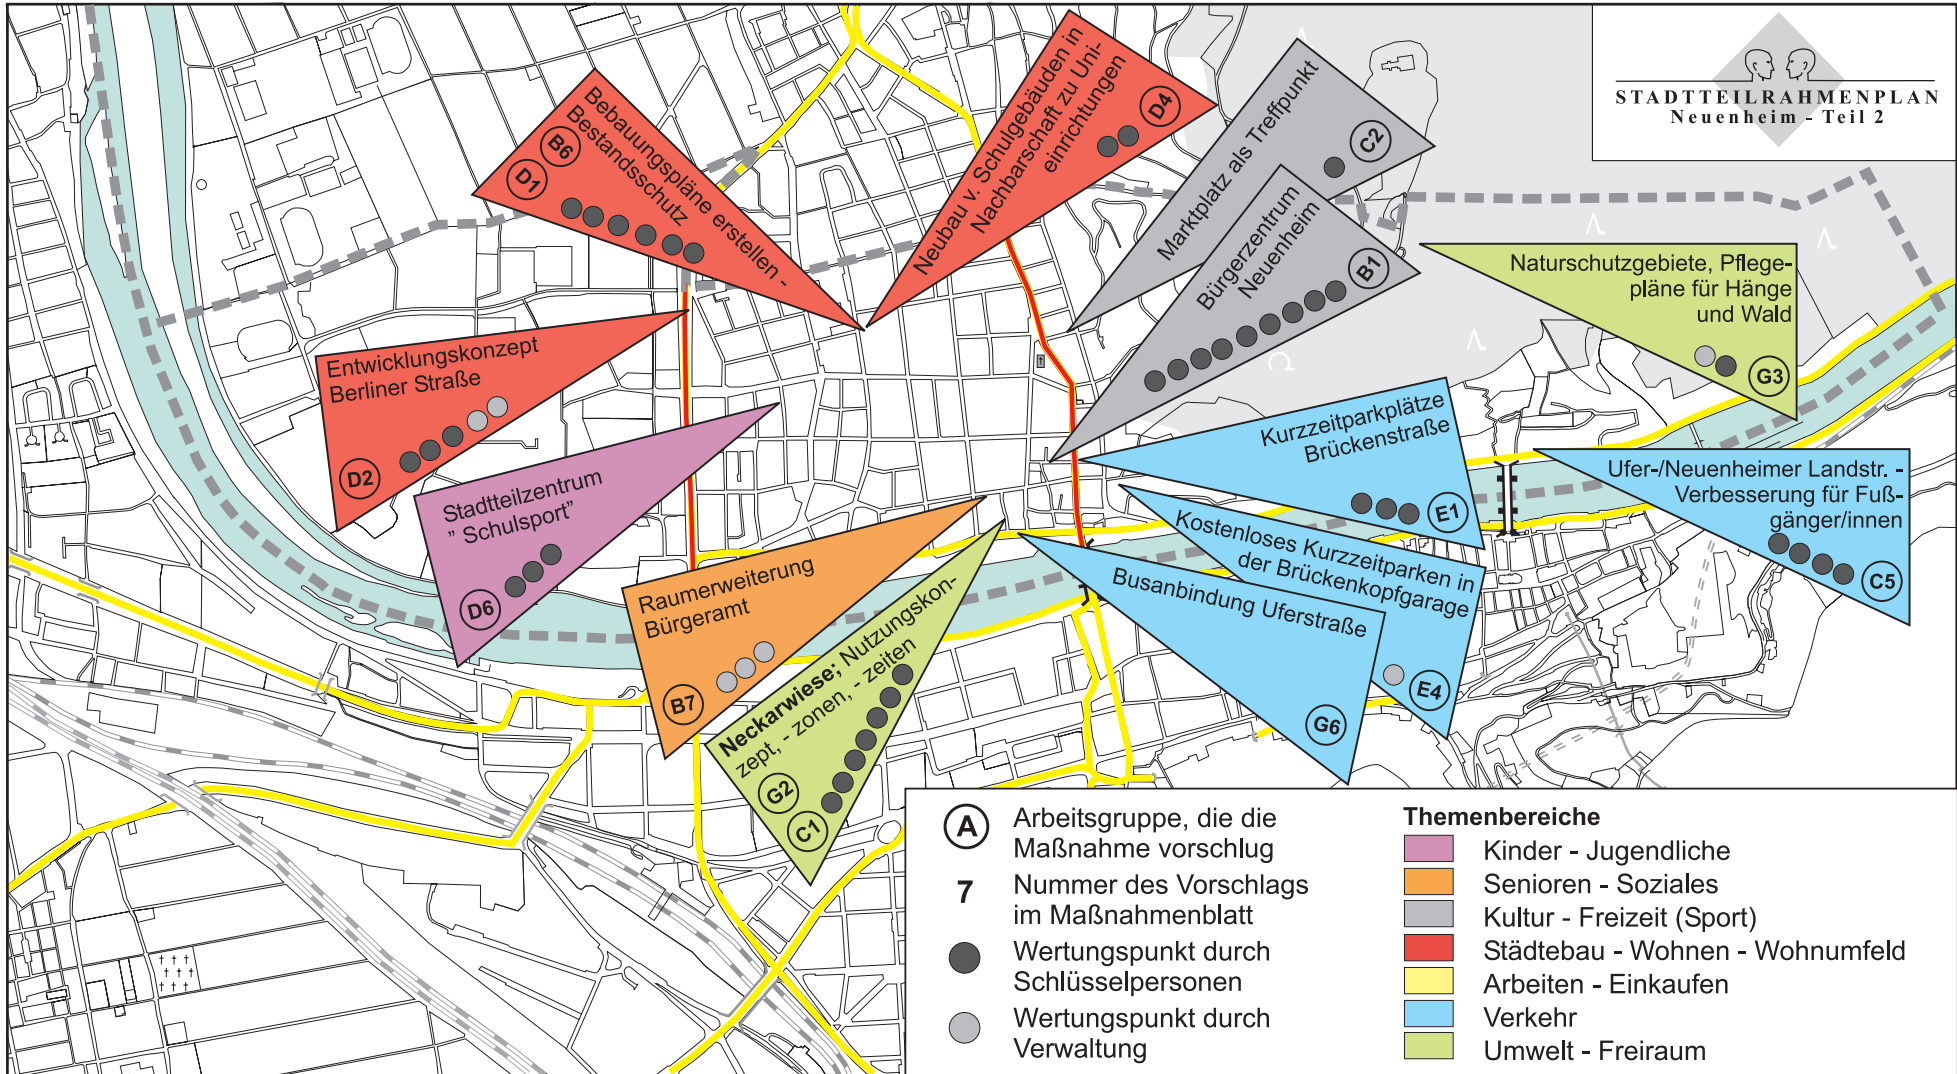 STADTTEILRAHMENPLAN
Neuenheim - Teil 2
Bebauungspläne erstellen -
Bestandsschutz
B6
D1
Neubau v. Schulgebäuden in
Nachbarschaft zu Uni-
einrichtungen
D4
Marktplatz als Treffpunkt
C2
Bürgerzentrum
Neuenheim
B1
Naturschutzgebiete, Pflege-
pläne für Hänge
und Wald
G3
Entwicklungskonzept
Berliner Straße
D2
Stadtteilzentrum
” Schulsport”
D6
Kurzzeitparkplätze
Brückenstraße
E1
Ufer-/Neuenheimer Landstr. -
Verbesserung für Fuß-
gänger/innen
C5
Kostenloses Kurzzeitparken in
der Brückenkopfgarage
E4
Busanbindung Uferstraße
G6
Raumerweiterung
Bürgeramt
B7
Neckarwiese; Nutzungskon-
zept, - zonen, - zeiten
G2
C1
A
Arbeitsgruppe, die die
Maßnahme vorschlug
7
Nummer des Vorschlags
im Maßnahmenblatt
Wertungspunkt durch
Schlüsselpersonen
Wertungspunkt durch
Verwaltung
Themenbereiche
Kinder - Jugendliche
Senioren - Soziales
Kultur - Freizeit (Sport)
Städtebau - Wohnen - Wohnumfeld
Arbeiten - Einkaufen
Verkehr
Umwelt - Freiraum